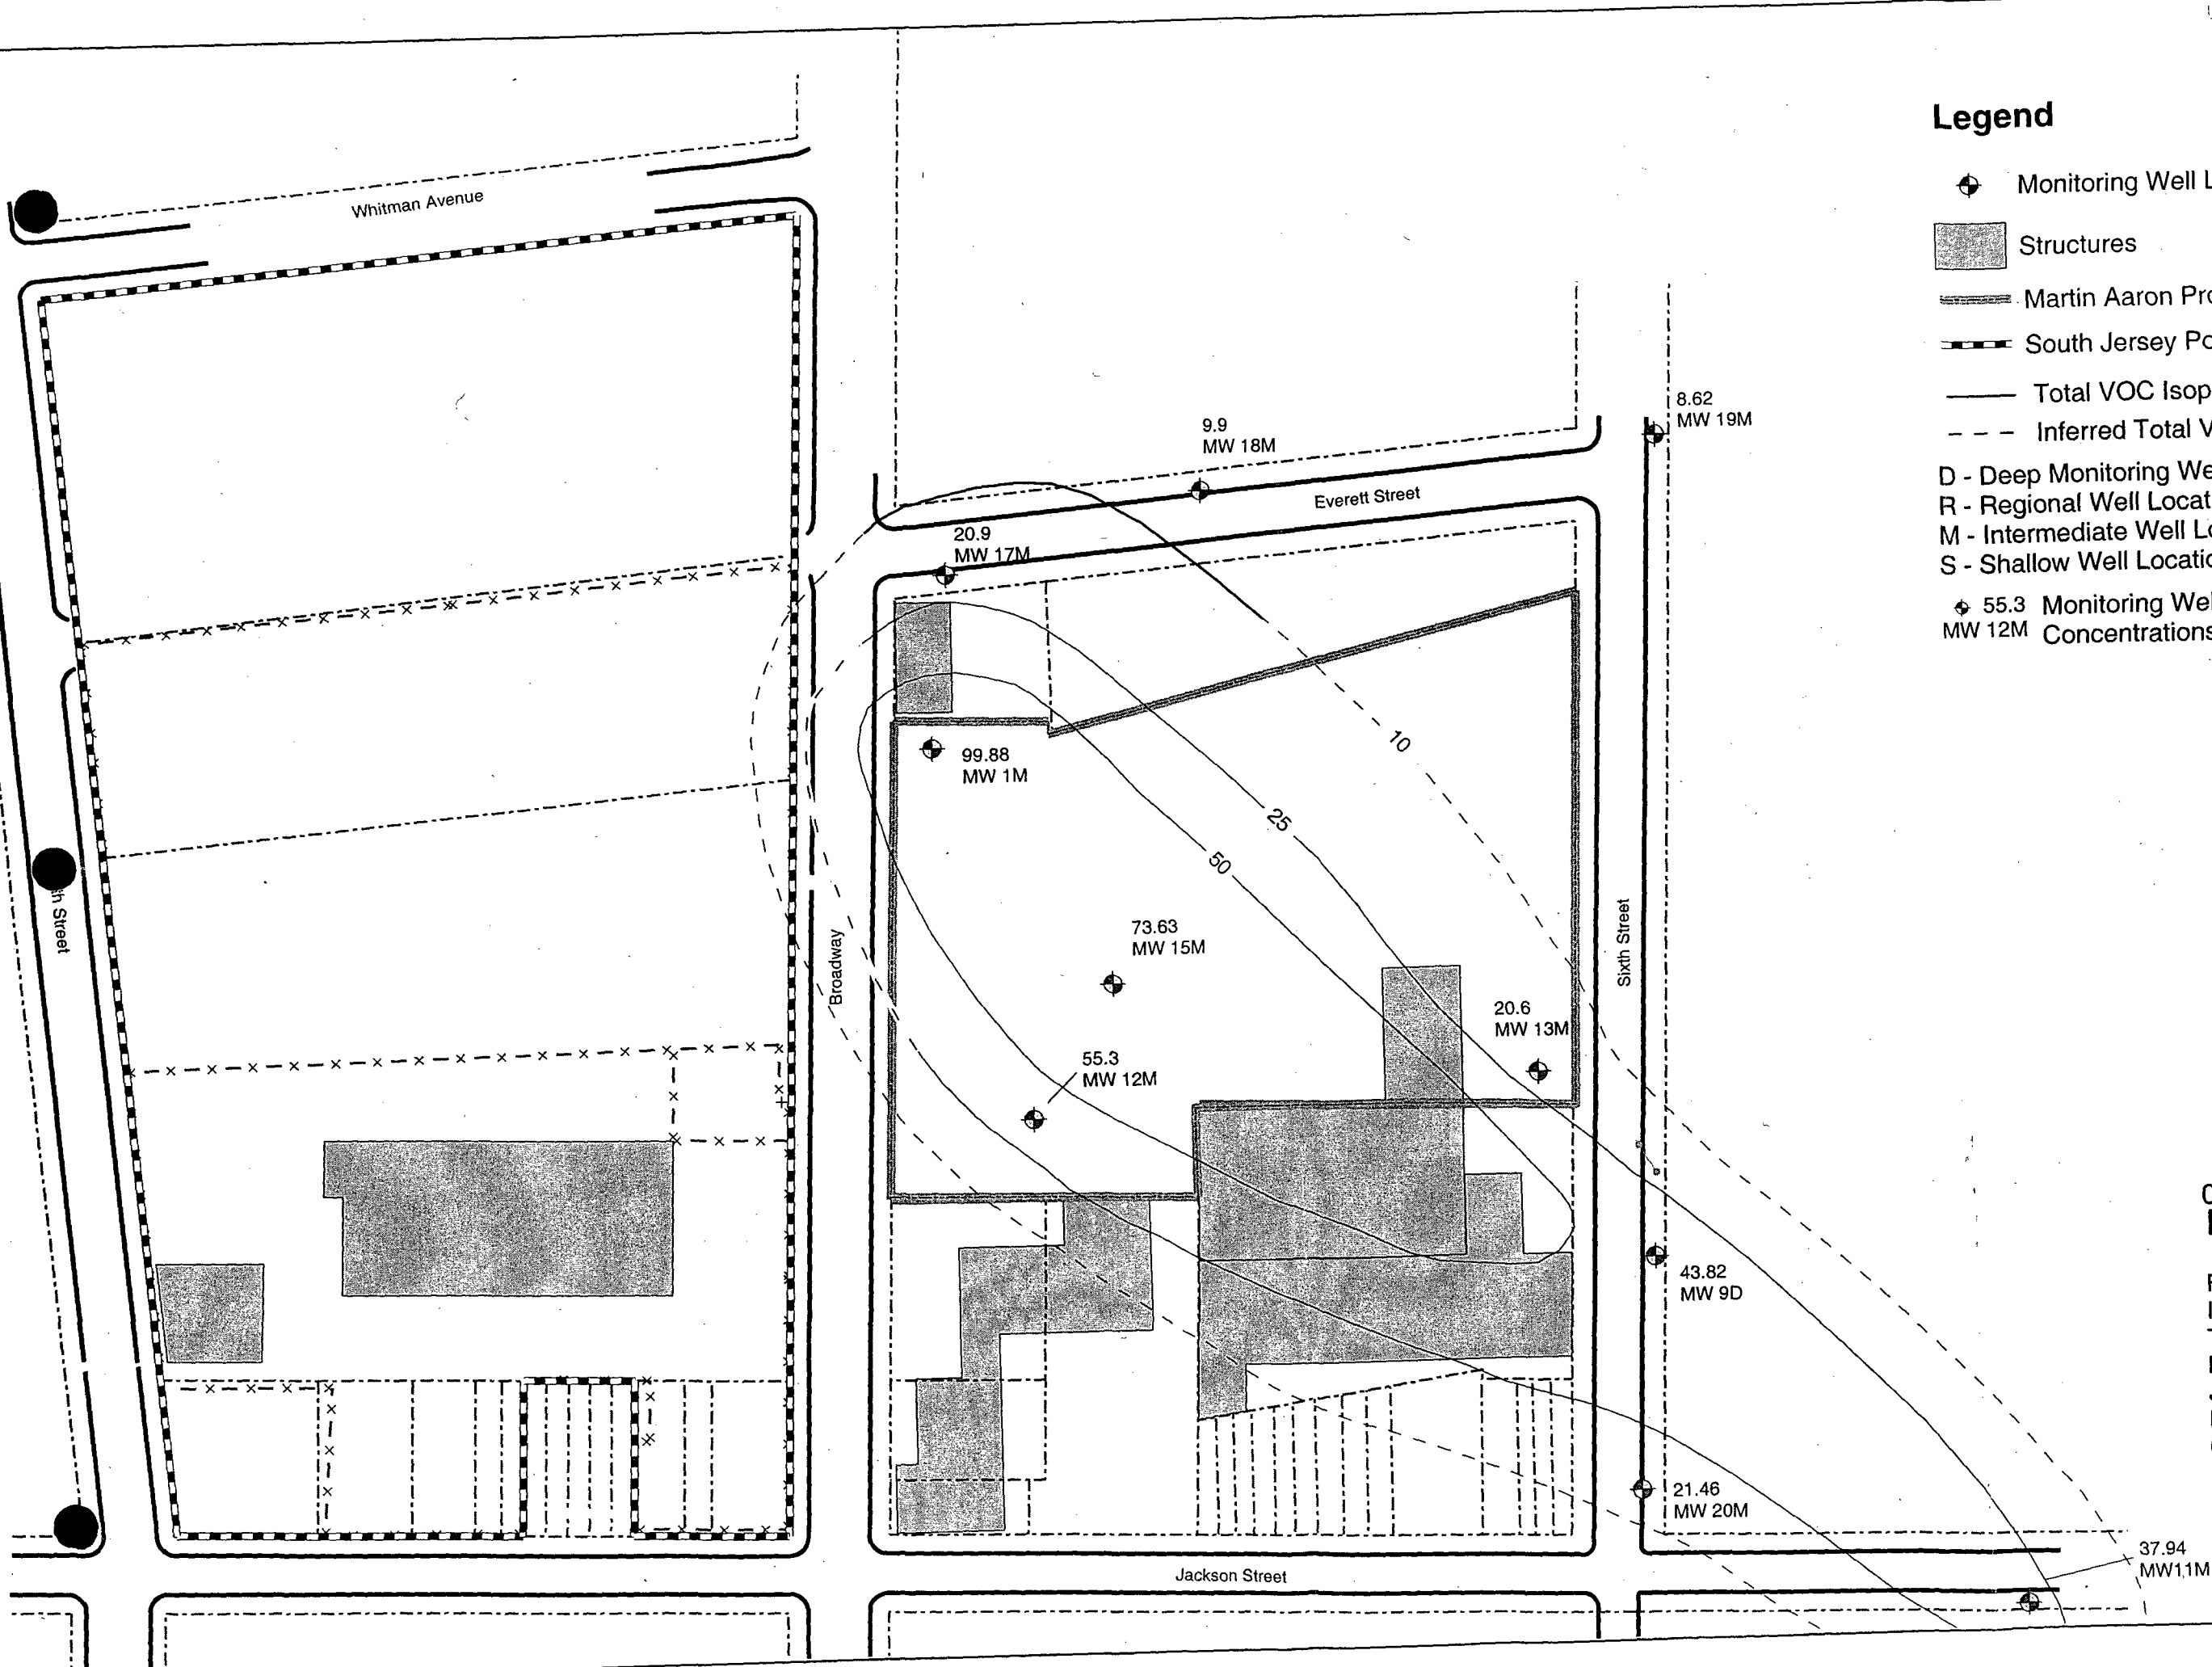 Legend
Monitoring Well L
Structures
Martin Aaron Pro
South Jersey Po
Total VOC Isop
Inferred Total V
D - Deep Monitoring We
R - Regional Well Locat
M - Intermediate Well Lo
S - Shallow Well Locatio
55.3 Monitoring Wel
MW 12M Concentrations
Whitman Avenue
8.62
MW 19M
9.9
MW 18M
Everett Street
20.9
MW 17M
10
99.88
MW 1M
25
50
th Street
Broadway
Sixth Street
73.63
MW 15M
20.6
MW 13M
55.3
MW 12M
43.82
MW 9D
21.46
MW 20M
37.94
MW11M
Jackson Street